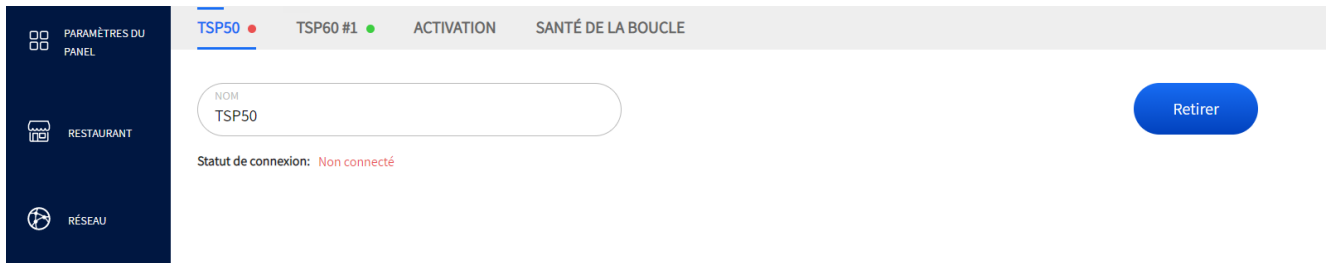 PARAMÈTRES DU
PANEL
RESTAURANT
RÉSEAU
TSP50 TSP60 #1 ACTIVATION SANTÉ DE LA BOUCLE
NOM
TSP50
Retirer
Statut de connexion: Non connecté